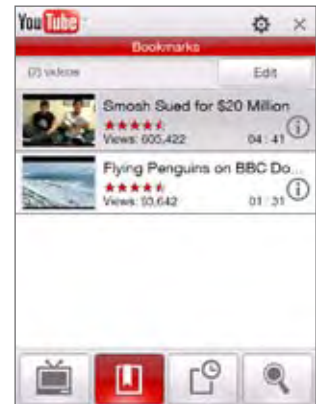 YouTube
Bookmarks
videos
Edit
Smosh Sued for $20 Million
Views: 605,422
04 : 41
Flying Penguins on BBC Do...
Views: 93,642
01 : 31